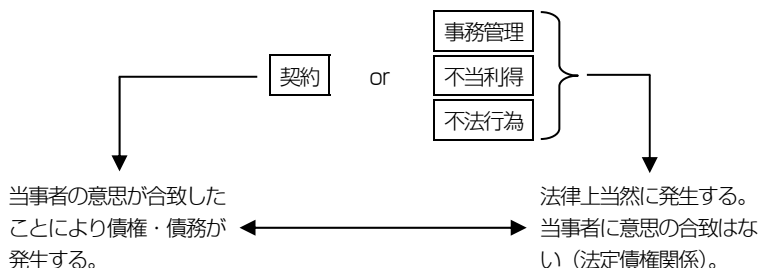 事務管理
契約 or 不当利得
不法行為
当事者の意思が合致した
ことにより債権・債務が
発生する。
法律上当然に発生する。
当事者に意思の合致はな
い（法定債権関係）。